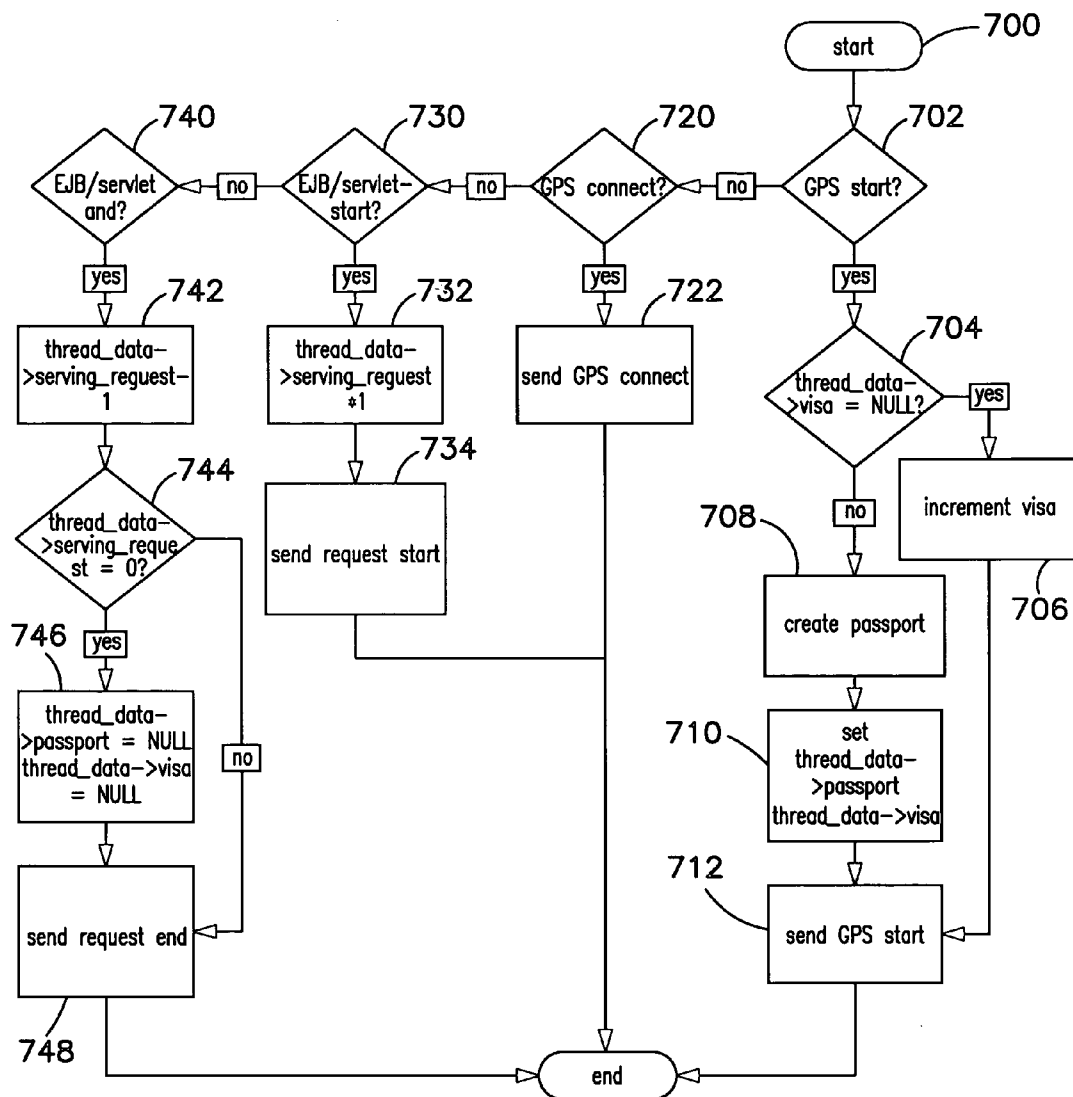 start
700
702
GPS start?
no
720
GPS connect?
no
730
EJB/servlet-
start?
no
740
EJB/servlet
and?
yes
yes
yes
yes
742
thread_data-
>serving_reguest-
1
732
thread_data-
>serving_reguest
*1
722
send GPS connect
704
thread_data-
>visa = NULL?
yes
no
744
thread_data-
>serving_reque
st = 0?
734
send request start
increment visa
706
708
create passport
yes
no
746
thread_data-
>passport = NULL
thread_data->visa
= NULL
710
set
thread_data-
>passport
thread_data->visa
712
send GPS start
send request end
748
end